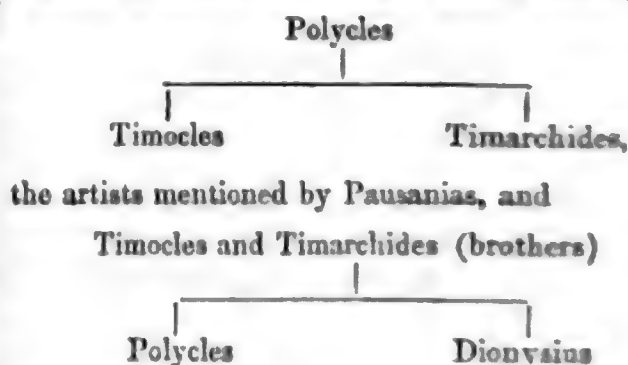 Polycles
Timocles Timarchides,
the artists mentioned by Pausanias, and
Timocles and Timarchides (brothers)
Polycles Dionysius